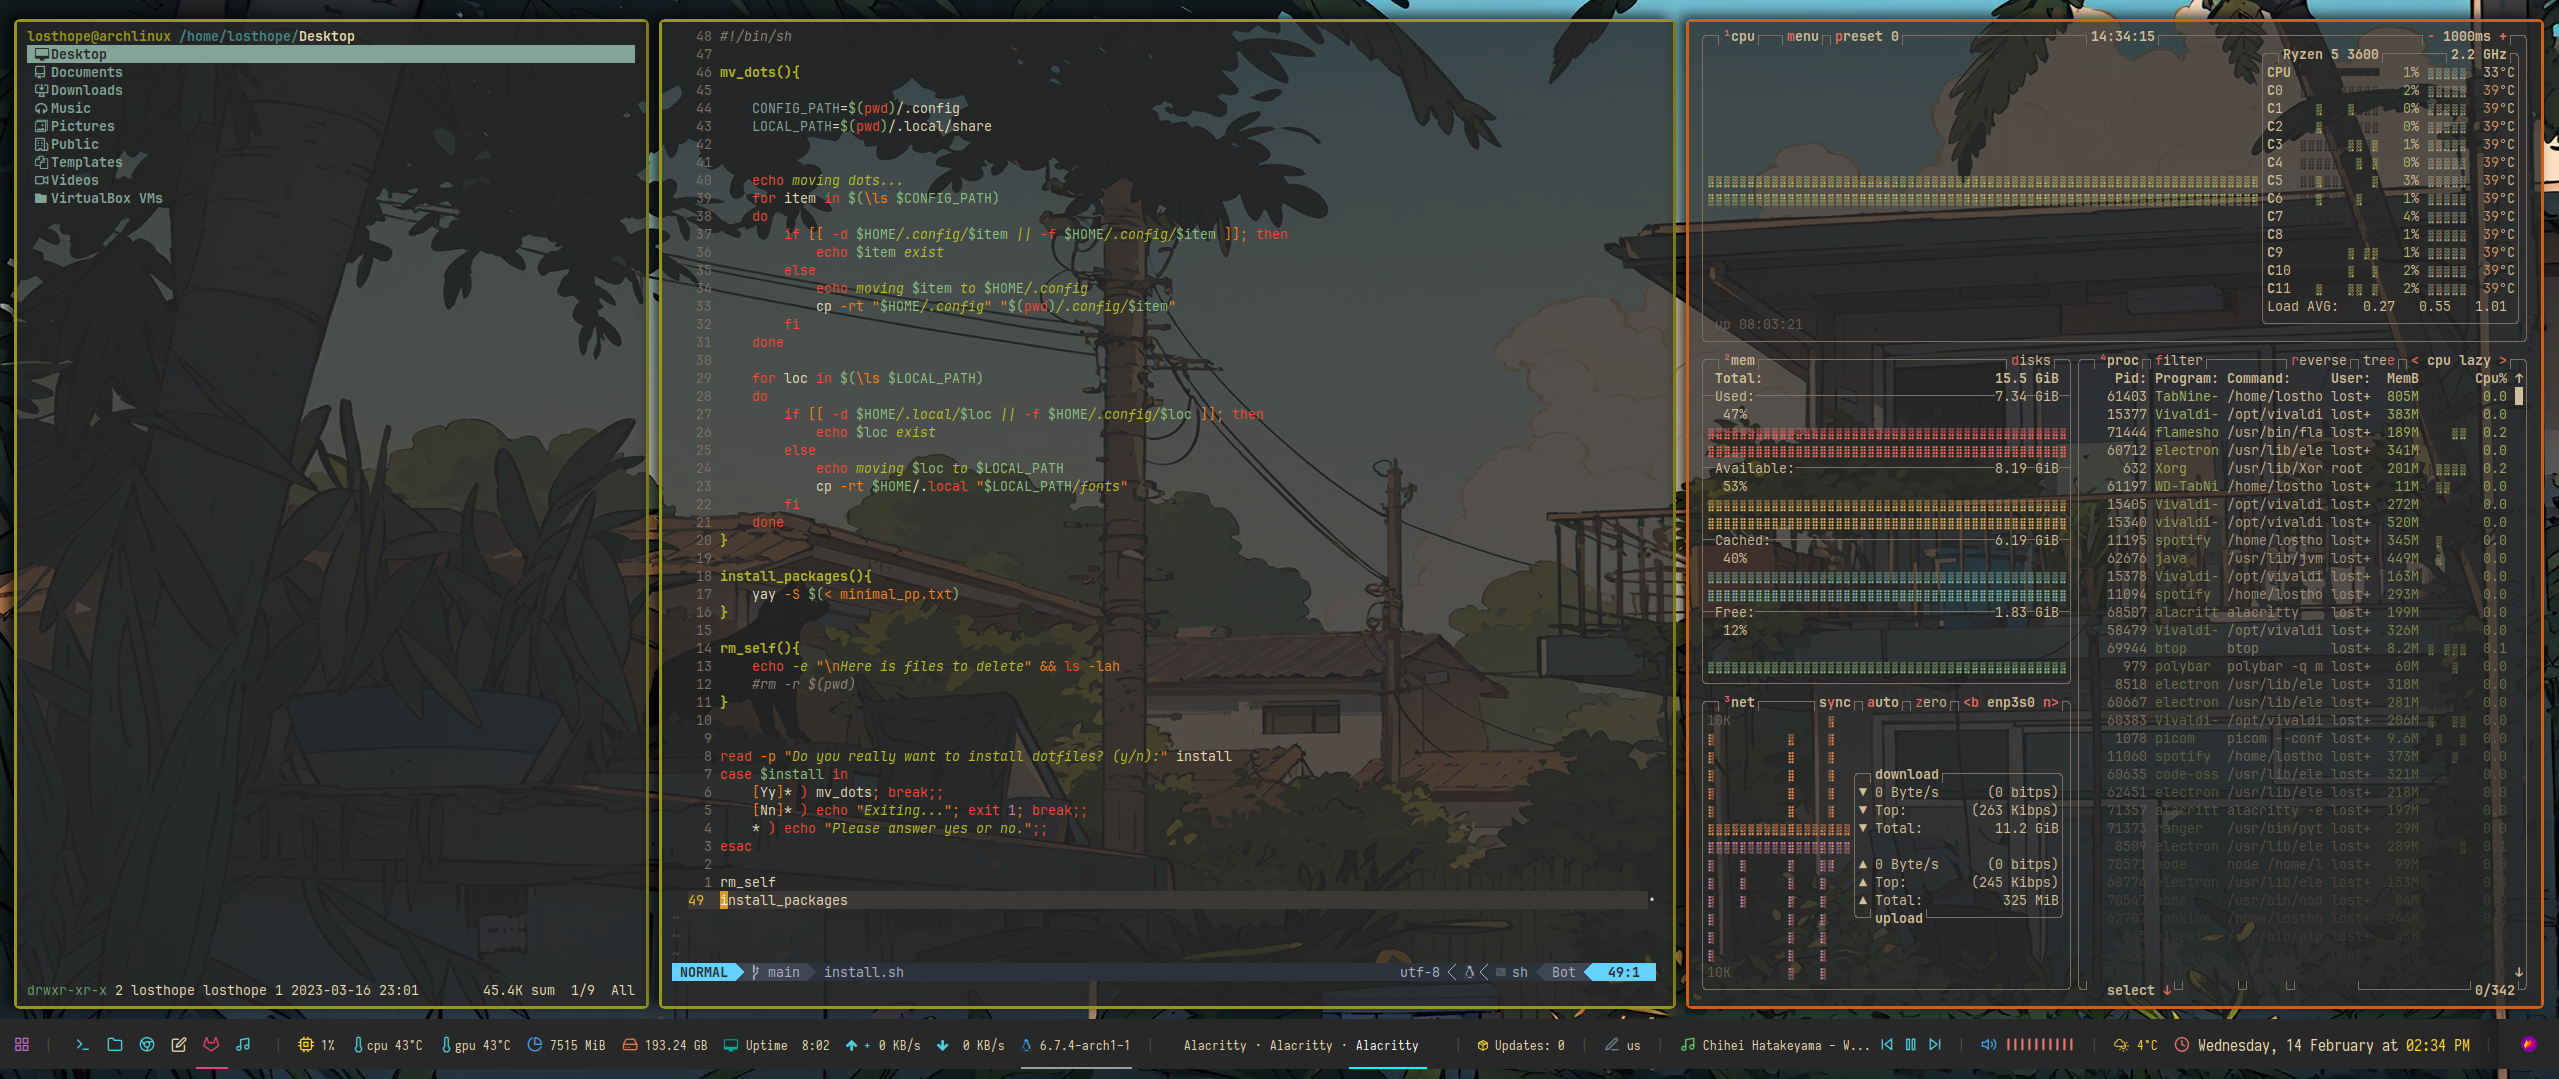 losthope@archlinux /home/losthope/Desktop
Desktop
Documents
Downloads
Music
Pictures
Public
Templates
Videos
VirtualBox VMs
drwxr-xr-x 2 losthope losthope 1 2023-03-16 23:01 45.4K sum 1/9 All
48 #!/bin/sh
47
46 mv_dots(){
45
44 CONFIG_PATH=$(pwd)/.config
43 LOCAL_PATH=$(pwd)/.local/share
42
41
40 echo moving dots...
39 for item in $(\ls $CONFIG_PATH)
38 do
37 if [[ -d $HOME/.config/$item || -f $HOME/.config/$item ]]; then
36 echo $item exist
35 else
34 echo moving $item to $HOME/.config
33 cp -rt "$HOME/.config" "$(pwd)/.config/$item"
32 fi
31 done
30
29 for loc in $(\ls $LOCAL_PATH)
28 do
27 if [[ -d $HOME/.local/$loc || -f $HOME/.config/$loc ]]; then
26 echo $loc exist
25 else
24 echo moving $loc to $LOCAL_PATH
23 cp -rt $HOME/.local "$LOCAL_PATH/fonts"
22 fi
21 done
20 }
19
18 install_packages(){
17 yay -S $(< minimal_pp.txt)
16 }
15
14 rm_self(){
13 echo -e "\nHere is files to delete" && ls -lah
12 #rm -r $(pwd)
11 }
10
9
8 read -p "Do you really want to install dotfiles? (y/n):" install
7 case $install in
6 [Yy]* ) mv_dots; break;;
5 [Nn]* ) echo "Exiting..."; exit 1; break;;
4 * ) echo "Please answer yes or no.";;
3 esac
2
1 rm_self
49 install_packages
~
~
~
NORMAL main install.sh utf-8 sh Bot 49:1
¹cpu menu preset 0 14:34:15 - 1000ms +
Ryzen 5 3600 2.2 GHz
CPU 1% 33°C
C0 2% 39°C
C1 0% 39°C
C2 0% 39°C
C3 1% 39°C
C4 0% 39°C
C5 3% 39°C
C6 1% 39°C
C7 4% 39°C
C8 1% 39°C
C9 1% 39°C
C10 2% 39°C
C11 2% 39°C
Load AVG: 0.27 0.55 1.01
up 08:03:21
²mem disks
Total: 15.5 GiB
Used: 7.34 GiB
47%
Available: 8.19 GiB
53%
Cached: 6.19 GiB
40%
Free: 1.83 GiB
12%
³net sync auto zero <b enp3s0 n>
10K
download
▼ 0 Byte/s (0 bitps)
▼ Top: (263 Kibps)
▼ Total: 11.2 GiB
▲ 0 Byte/s (0 bitps)
▲ Top: (245 Kibps)
▲ Total: 325 MiB
upload
10K
⁴proc filter reverse tree < cpu lazy >
Pid: Program: Command: User: MemB Cpu% ↑
61403 TabNine- /home/lostho lost+ 805M 0.0
15377 Vivaldi- /opt/vivaldi lost+ 383M 0.0
71444 flamesho /usr/bin/fla lost+ 189M 0.2
60712 electron /usr/lib/ele lost+ 341M 0.0
632 Xorg /usr/lib/Xor root 201M 0.2
61197 WD-TabNi /home/lostho lost+ 11M 0.0
15405 Vivaldi- /opt/vivaldi lost+ 272M 0.0
15340 vivaldi- /opt/vivaldi lost+ 520M 0.0
11195 spotify /home/lostho lost+ 345M 0.0
62676 java /usr/lib/jvm lost+ 449M 0.0
15378 Vivaldi- /opt/vivaldi lost+ 163M 0.0
11094 spotify /home/lostho lost+ 293M 0.0
68507 alacritt alacritty lost+ 199M 0.0
58479 Vivaldi- /opt/vivaldi lost+ 326M 0.0
69944 btop btop lost+ 8.2M 0.1
979 polybar polybar -q m lost+ 60M 0.0
8518 electron /usr/lib/ele lost+ 318M 0.0
60667 electron /usr/lib/ele lost+ 281M 0.0
60383 Vivaldi- /opt/vivaldi lost+ 206M 0.0
1078 picom picom --conf lost+ 9.6M 0.0
11060 spotify /home/lostho lost+ 373M 0.0
60635 code-oss /usr/lib/ele lost+ 321M 0.0
62451 electron /usr/lib/ele lost+ 218M 0.0
71357 alacritt alacritty -e lost+ 197M 0.0
71373 ranger /usr/bin/pyt lost+ 29M 0.0
8509 electron /usr/lib/ele lost+ 289M 0.1
70571 node node /home/l lost+ 99M 0.0
60774 electron /usr/lib/ele lost+ 153M 0.0
70547 node /usr/bin/nod lost+ 84M 0.0
62707 TabNine /home/lostho lost+ 244M 0.0
select ↓ 0/342 ↓
1% cpu 43°C gpu 43°C 7515 MiB 193.24 GB Uptime 8:02 + 0 KB/s 0 KB/s 6.7.4-arch1-1 Alacritty · Alacritty · Alacritty Updates: 0 us Chihei Hatakeyama - W... 4°C Wednesday, 14 February at 02:34 PM